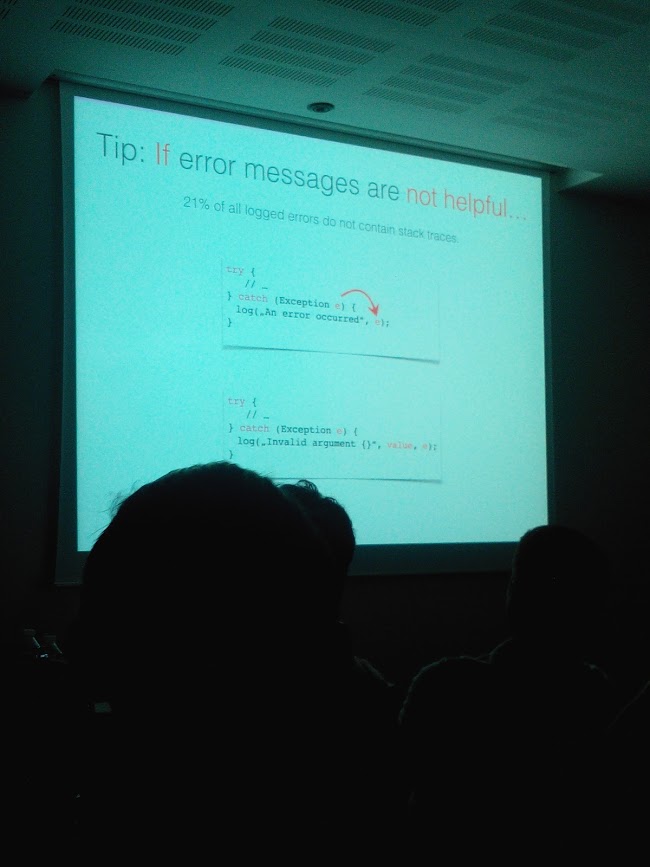 Tip: If error messages are not helpful...
21% of all logged errors do not contain stack traces.
try {
// …
} catch (Exception e) {
log(„An error occurred“, e);
}
try {
// …
} catch (Exception e) {
log(„Invalid argument {}“, value, e);
}